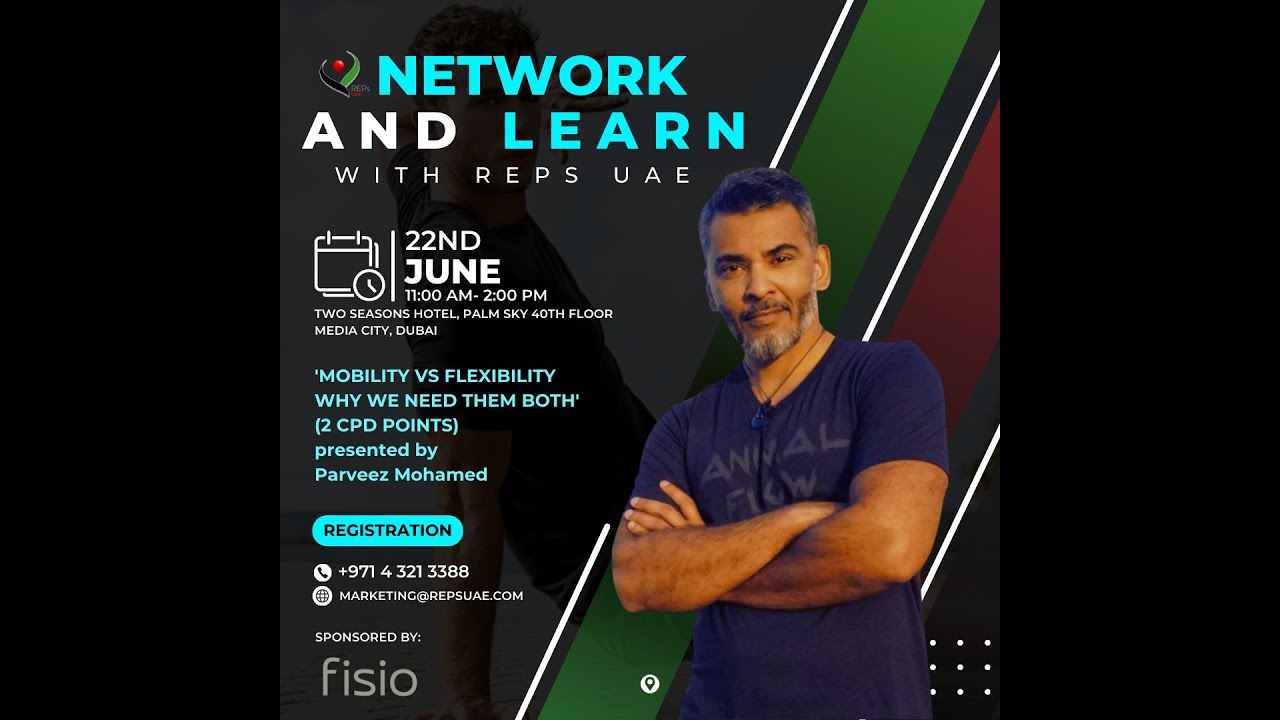 REPs
UAE
NETWORK
AND LEARN
WITH REPS UAE
22ND
JUNE
11:00 AM- 2:00 PM
TWO SEASONS HOTEL, PALM SKY 40TH FLOOR
MEDIA CITY, DUBAI
'MOBILITY VS FLEXIBILITY
WHY WE NEED THEM BOTH'
(2 CPD POINTS)
presented by
Parveez Mohamed
REGISTRATION
+971 4 321 3388
MARKETING@REPSUAE.COM
SPONSORED BY:
fisio
ANIMAL
FLOW